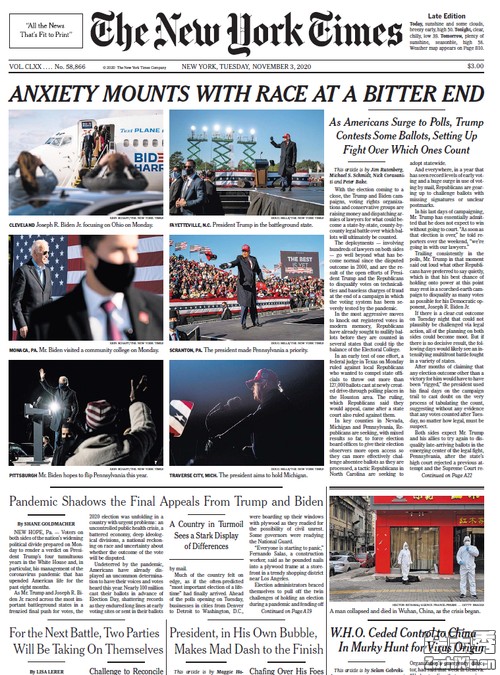 "All the News
That's Fit to Print"
The New York Times
Late Edition
Today, sunshine and some clouds,
breezy early, high 50. Tonight, clear,
chilly, low 39. Tomorrow, plenty of
sunshine, seasonable, high 58.
Weather map appears on Page B10.
VOL. CLXX .... No. 58,866
© 2020 The New York Times Company
NEW YORK, TUESDAY, NOVEMBER 3, 2020
$3.00
ANXIETY MOUNTS WITH RACE AT A BITTER END
CLEVELAND Joseph R. Biden Jr. focusing on Ohio on Monday.
FAYETTEVILLE, N.C. President Trump in the battleground state.
MONACA, PA. Mr. Biden visited a community college on Monday.
SCRANTON, PA. The president made Pennsylvania a priority.
PITTSBURGH Mr. Biden hopes to flip Pennsylvania this year.
TRAVERSE CITY, MICH. The president aims to hold Michigan.
As Americans Surge to Polls, Trump
Contests Some Ballots, Setting Up
Fight Over Which Ones Count
This article is by Jim Rutenberg,
Michael S. Schmidt, Nick Corasaniti
and Peter Baker.
With the election coming to a
close, the Trump and Biden campaigns,
voting rights organizations
and conservative groups are
raising money and dispatching armies
of lawyers for what could become
a state-by-state, county-by-county
legal battle over which ballots
will ultimately be counted.
The deployments — involving
hundreds of lawyers on both sides
— go well beyond what has become
normal since the disputed
outcome in 2000, and are the result
of the open efforts of President
Trump and the Republicans
to disqualify votes on technicalities
and baseless charges of fraud
at the end of a campaign in which
the voting system has been severely
tested by the pandemic.
In the most aggressive moves
to knock out registered votes in
modern memory, Republicans
have already sought to nullify ballots
before they are counted in
several states that could tip the
balance of the Electoral College.
In an early test of one effort, a
federal judge in Texas on Monday
ruled against local Republicans
who wanted to compel state officials
to throw out more than
127,000 ballots cast at newly created
drive-through polling places in
the Houston area. The ruling,
which Republicans said they
would appeal, came after a state
court also ruled against them.
In key counties in Nevada,
Michigan and Pennsylvania, Republicans
are seeking, with mixed
results so far, to force election
board offices to give their election
observers more open access so
they can more effectively challenge
absentee ballots as they are
processed, a tactic Republicans in
North Carolina are seeking to
adopt statewide.
And everywhere, in a year that
has seen record levels of early voting
and a huge surge in use of voting
by mail, Republicans are gearing
up to challenge ballots with
missing signatures or unclear
postmarks.
In his last days of campaigning,
Mr. Trump has essentially admitted
that he does not expect to win
without going to court. "As soon as
that election is over," he told reporters
over the weekend, "we're
going in with our lawyers."
Trailing consistently in the
polls, Mr. Trump in that moment
said out loud what other Republicans
have preferred to say quietly,
which is that his best chance of
holding onto power at this point
may rest in a scorched-earth campaign
to disqualify as many votes
as possible for his Democratic opponent,
Joseph R. Biden Jr.
If there is a clear-cut outcome
on Tuesday night that could not
plausibly be challenged via legal
action, all of the planning on both
sides could become moot. But if
there is no decisive result, the following
days would likely see an intensifying
multifront battle fought
in a variety of states.
After months of claiming that
any election outcome other than a
victory for him would have to have
been "rigged," the president used
his final days on the campaign
trail to cast doubt on the very
process of tabulating the count,
suggesting without any evidence
that any votes counted after Tuesday,
no matter how legal, must be
suspect.
Both sides expect Mr. Trump
and his allies to try again to disqualify
late-arriving ballots in the
emerging center of the legal fight,
Pennsylvania, after the state's
high court rejected a previous attempt
and the Supreme Court re-
Continued on Page A21
Pandemic Shadows the Final Appeals From Trump and Biden
By SHANE GOLDMACHER
NEW HOPE, Pa. — Voters on
both sides of the nation's widening
political divide prepared on Monday
to render a verdict on President
Trump's four tumultuous
years in the White House and, in
particular, his management of the
coronavirus pandemic that has
upended American life for the
past eight months.
As Mr. Trump and Joseph R. Biden
Jr. raced across the most important
battleground states in a
frenzied final push for votes, the
2020 election was unfolding in a
country with urgent problems: an
uncontrolled public health crisis, a
battered economy, deep ideological
divisions, a national reckoning
on race and uncertainty about
whether the outcome of the vote
will be disputed.
Undeterred by the pandemic,
Americans have already displayed
an uncommon determination
to have their voices and votes
heard this year. Nearly 100 million
cast their ballots in advance of
Election Day, shattering records
as they endured long lines at early
voting sites or sent in their ballots
A Country in Turmoil
Sees a Stark Display
of Differences
by mail.
Much of the country felt on
edge, as if the often predicted
"most important election of a lifetime"
had finally arrived. Ahead
of the polls opening on Tuesday,
businesses in cities from Denver
to Detroit to Washington, D.C.,
were boarding up their windows
with plywood as they readied for
the possibility of civil unrest.
Some governors were readying
the National Guard.
"Everyone is starting to panic,"
Fernando Salas, a construction
worker, said as he pounded nails
into a plywood frame at a storefront
in a trendy shopping district
near Los Angeles.
Election administrators braced
themselves to pull off the twin
challenges of holding an election
during a pandemic and fending off
Continued on Page A19
A man collapsed and died in Wuhan, China, as the crisis began.
For the Next Battle, Two Parties
Will Be Taking On Themselves
By LISA LERER
Challenge to Reconcile
President, in His Own Bubble,
Makes Mad Dash to the Finish
Chafing Over His Foes
W.H.O. Ceded Control to China
In Murky Hunt for Virus Origin
This article is by Selam Gebrekidan,